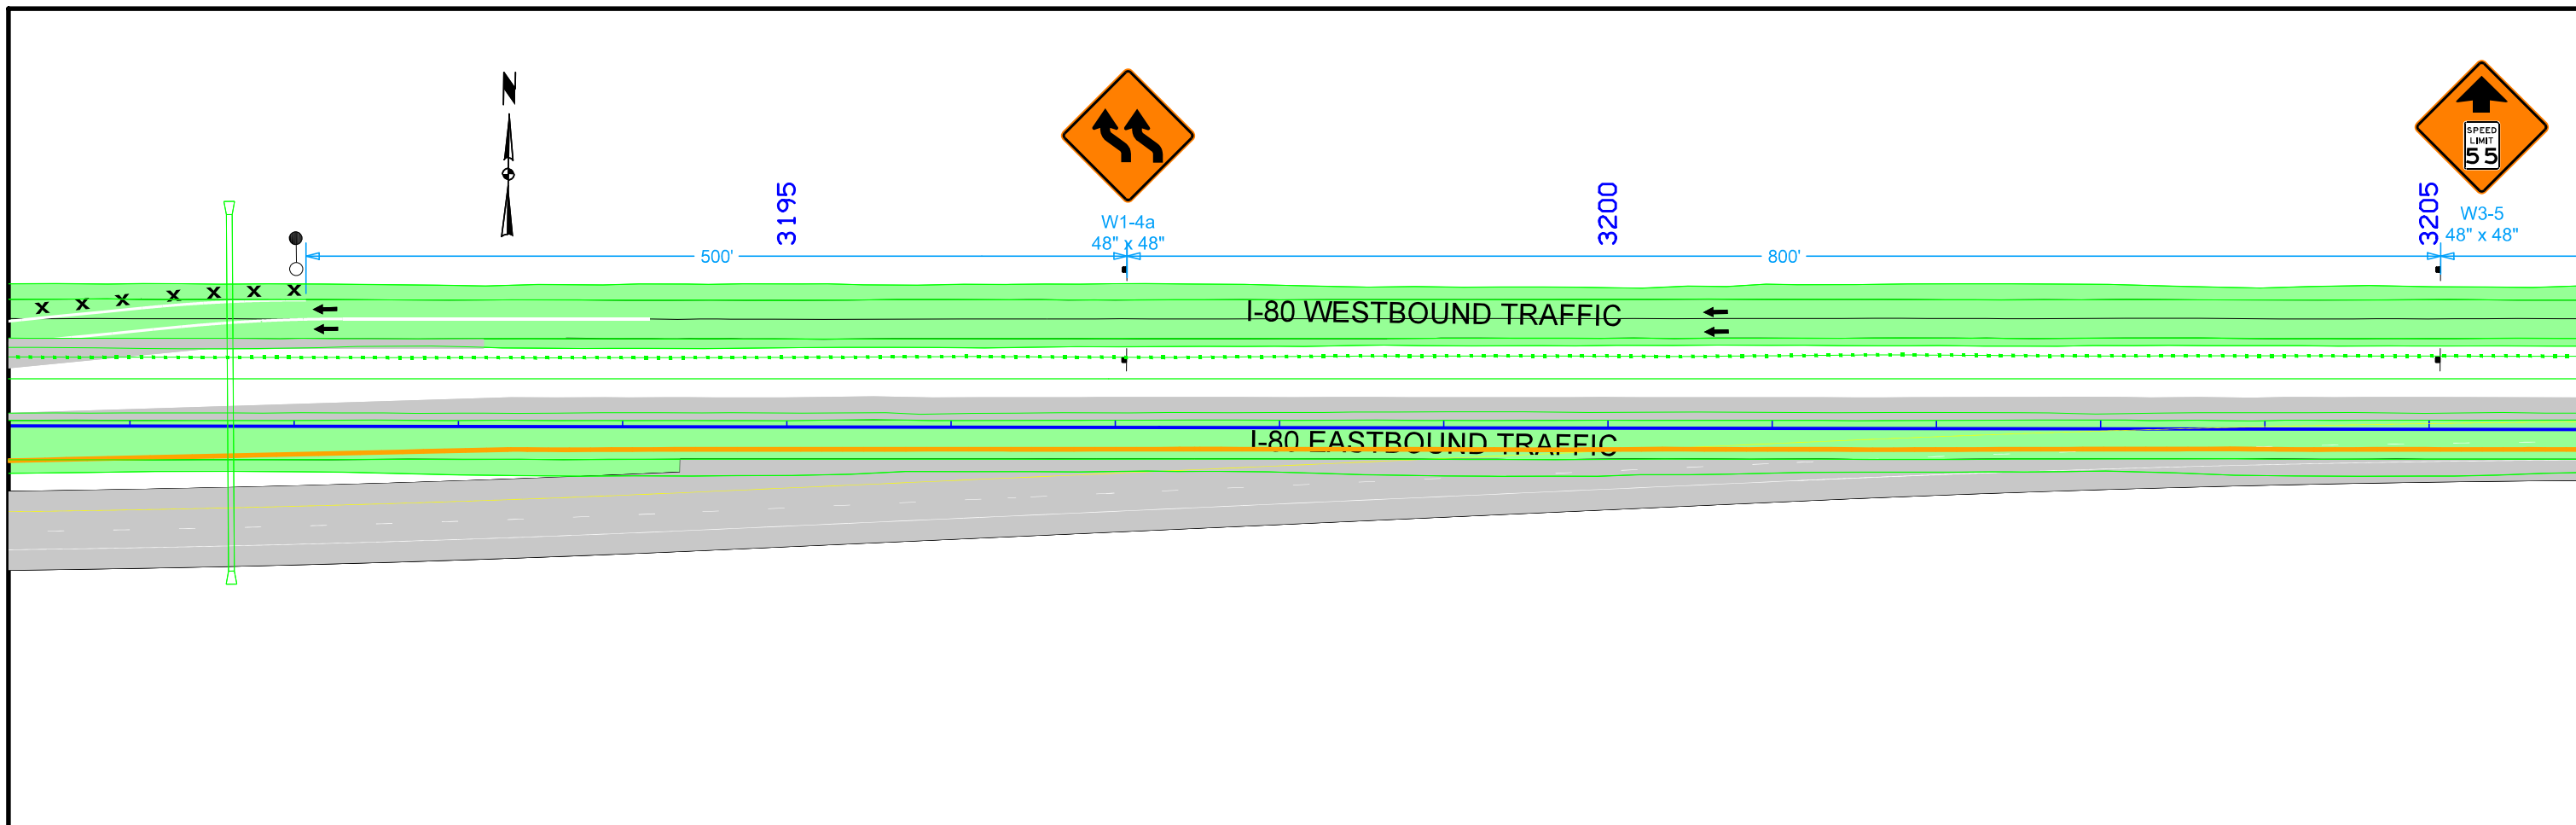 N
SPEED
LIMIT
55
3195
W1-4a
48" x 48"
3200
3205
W3-5
48" x 48"
500'
800'
x x x x x x x
I-80 WESTBOUND TRAFFIC
I-80 EASTBOUND TRAFFIC